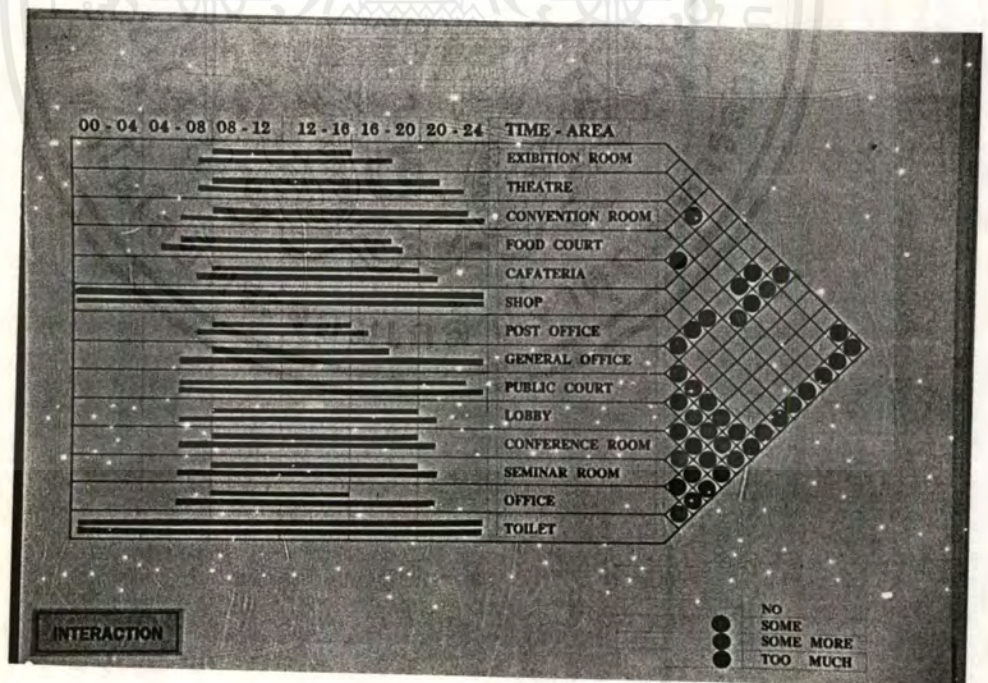 00 - 04 04 - 08 08 - 12 12 - 16 16 - 20 20 - 24 TIME - AREA
EXIBITION ROOM
THEATRE
CONVENTION ROOM
FOOD COURT
CAFATERIA
SHOP
POST OFFICE
GENERAL OFFICE
PUBLIC COURT
LOBBY
CONFERENCE ROOM
SEMINAR ROOM
OFFICE
TOILET
INTERACTION
NO
SOME
SOME MORE
TOO MUCH